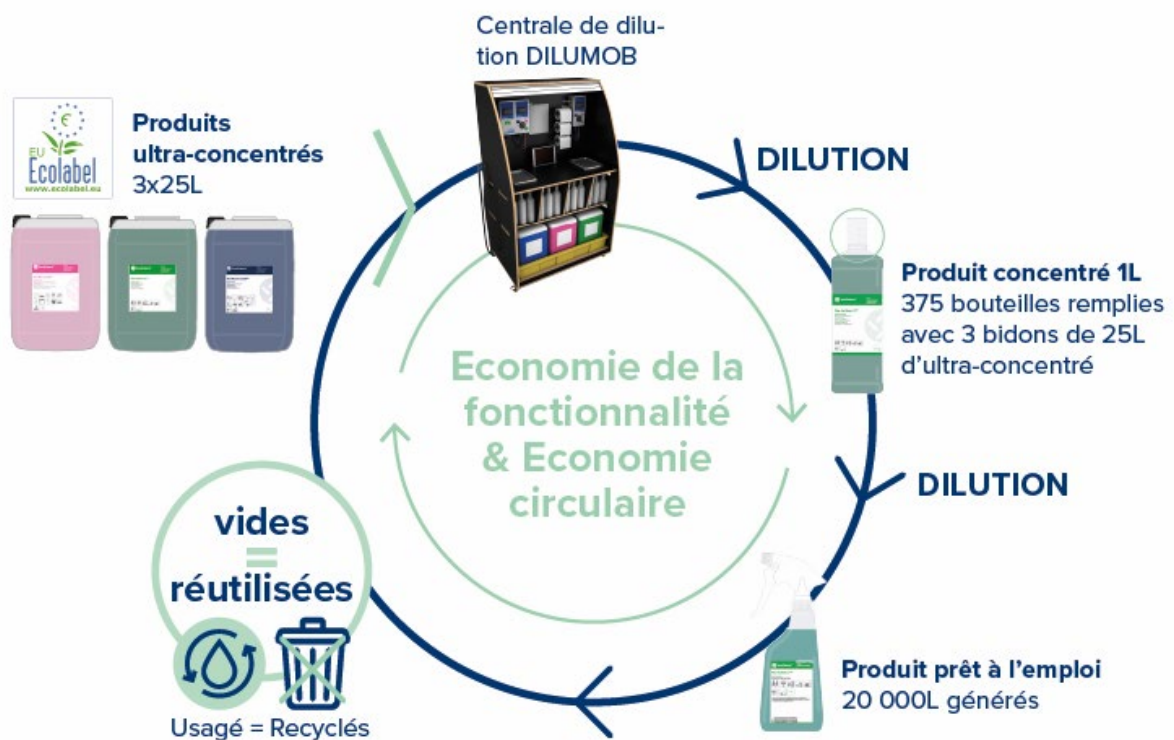 Centrale de dilu-
tion DILUMOB
EU
Ecolabel
www.ecolabel.eu
Produits
ultra-concentrés
3x25L
DILUTION
Produit concentré 1L
375 bouteilles remplies
avec 3 bidons de 25L
d'ultra-concentré
Economie de la
fonctionnalité
& Economie
circulaire
DILUTION
vides
=
réutilisées
Usagé = Recyclés
Produit prêt à l'emploi
20 000L générés